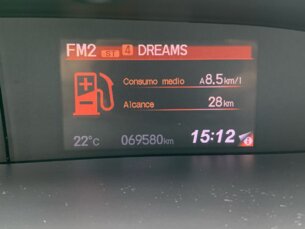 FM2 ST 4 DREAMS
Consumo medio A8.5km/l
Alcance 28km
22°C 069580km 15:12